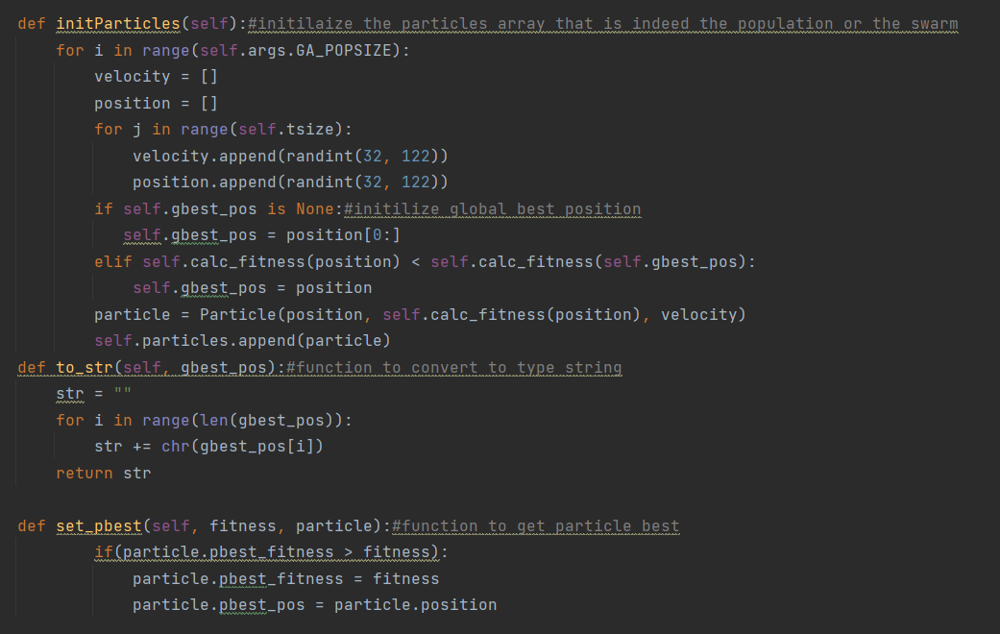 def initParticles(self):#initilaize the particles array that is indeed the population or the swarm
    for i in range(self.args.GA_POPSIZE):
        velocity = []
        position = []
        for j in range(self.tsize):
            velocity.append(randint(32, 122))
            position.append(randint(32, 122))
        if self.gbest_pos is None:#initilize global best position
           self.gbest_pos = position[0:]
        elif self.calc_fitness(position) < self.calc_fitness(self.gbest_pos):
            self.gbest_pos = position
        particle = Particle(position, self.calc_fitness(position), velocity)
        self.particles.append(particle)
def to_str(self, gbest_pos):#function to convert to type string
    str = ""
    for i in range(len(gbest_pos)):
        str += chr(gbest_pos[i])
    return str

def set_pbest(self, fitness, particle):#function to get particle best
        if(particle.pbest_fitness > fitness):
            particle.pbest_fitness = fitness
            particle.pbest_pos = particle.position